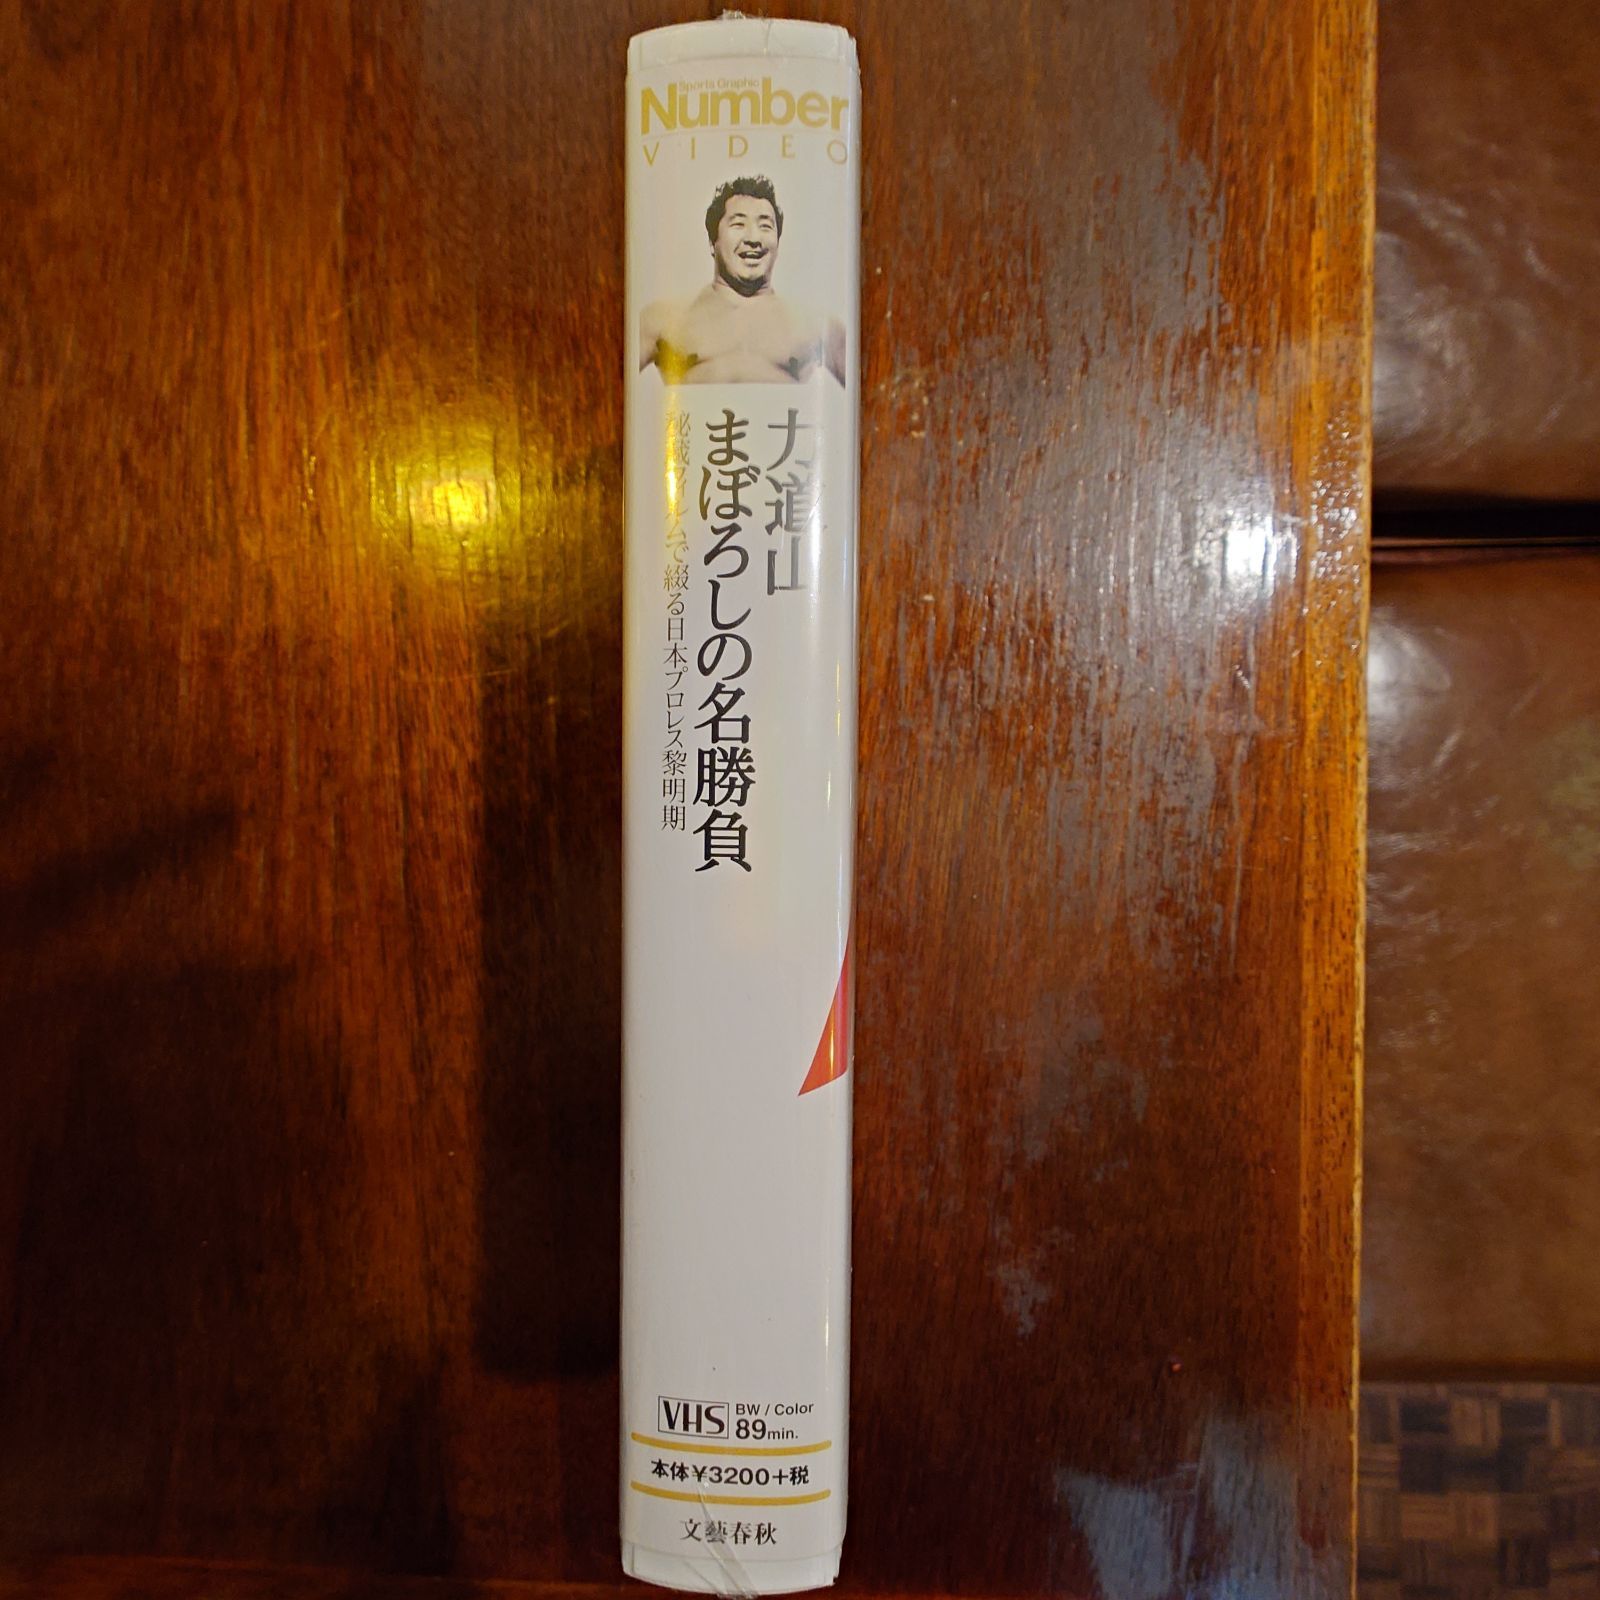 Sports Graphic
Number
VIDEO
力道山
まぼろしの名勝負
秘蔵フィルムで綴る日本プロレス黎明期
VHS
BW / Color
89min.
本体¥3200+税
文藝春秋